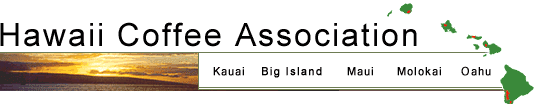 Hawaii Coffee Association
Kauai Big Island Maui Molokai Oahu